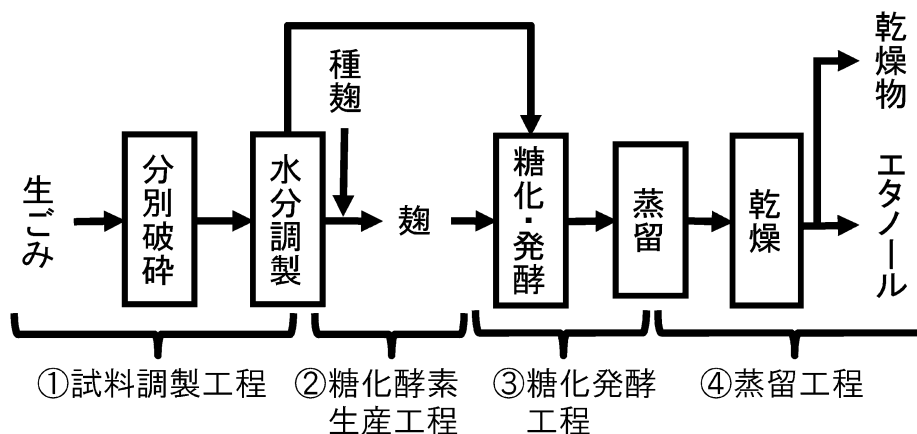 生ごみ
分別破砕
水分調製
種麹
麹
糖化・発酵
蒸留
乾燥
乾燥物
エタノール
①試料調製工程
②糖化酵素
生産工程
③糖化発酵
工程
④蒸留工程